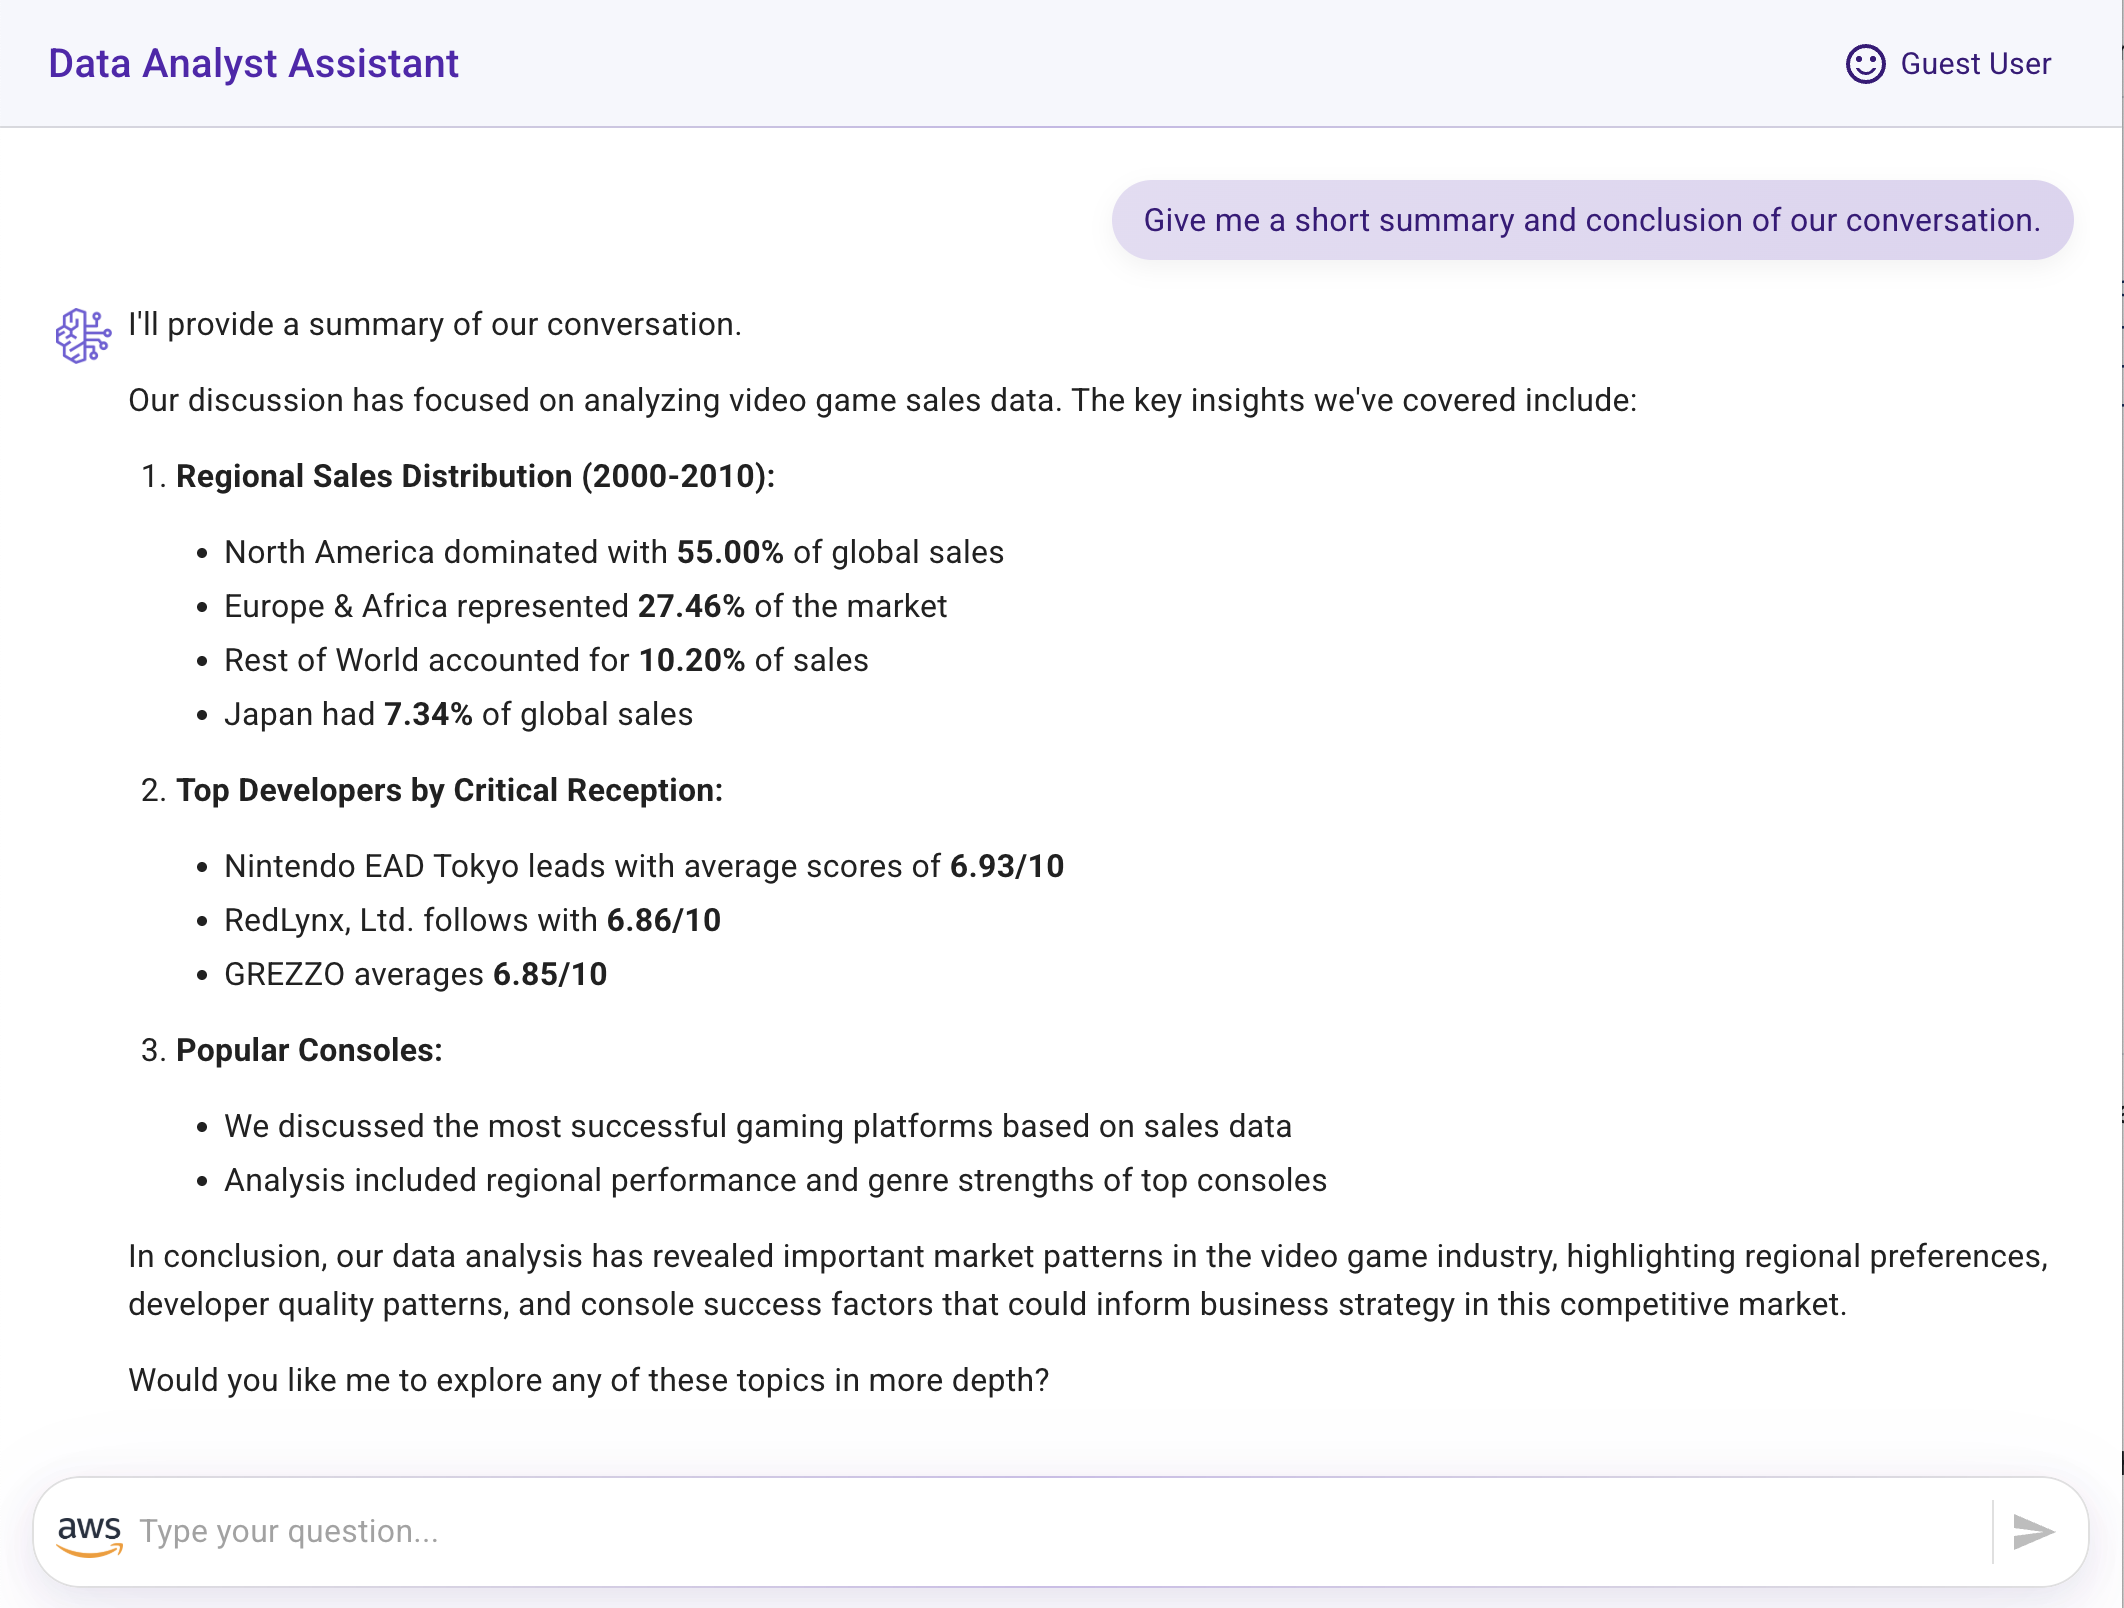 Data Analyst Assistant
Guest User
Give me a short summary and conclusion of our conversation.
I'll provide a summary of our conversation.
Our discussion has focused on analyzing video game sales data. The key insights we've covered include:
1. Regional Sales Distribution (2000-2010):
• North America dominated with 55.00% of global sales
• Europe & Africa represented 27.46% of the market
• Rest of World accounted for 10.20% of sales
• Japan had 7.34% of global sales
2. Top Developers by Critical Reception:
• Nintendo EAD Tokyo leads with average scores of 6.93/10
• RedLynx, Ltd. follows with 6.86/10
• GREZZO averages 6.85/10
3. Popular Consoles:
• We discussed the most successful gaming platforms based on sales data
• Analysis included regional performance and genre strengths of top consoles
In conclusion, our data analysis has revealed important market patterns in the video game industry, highlighting regional preferences,
developer quality patterns, and console success factors that could inform business strategy in this competitive market.
Would you like me to explore any of these topics in more depth?
aws Type your question...